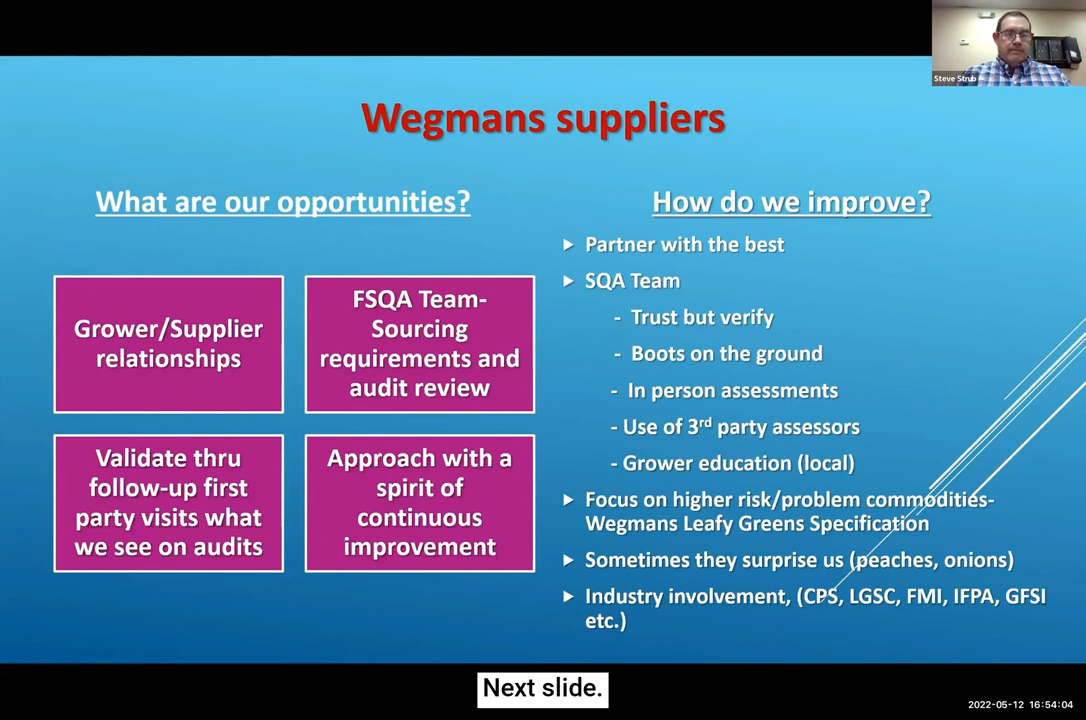 Steve Strub
Wegmans suppliers
What are our opportunities?
Grower/Supplier
relationships
FSQA Team-
Sourcing
requirements and
audit review
Validate thru
follow-up first
party visits what
we see on audits
Approach with a
spirit of
continuous
improvement
How do we improve?
Partner with the best
SQA Team
- Trust but verify
- Boots on the ground
- In person assessments
- Use of 3rd party assessors
- Grower education (local)
Focus on higher risk/problem commodities-
Wegmans Leafy Greens Specification
Sometimes they surprise us (peaches, onions)
Industry involvement, (CPS, LGSC, FMI, IFPA, GFSI
etc.)
Next slide.
2022-05-12 16:54:04